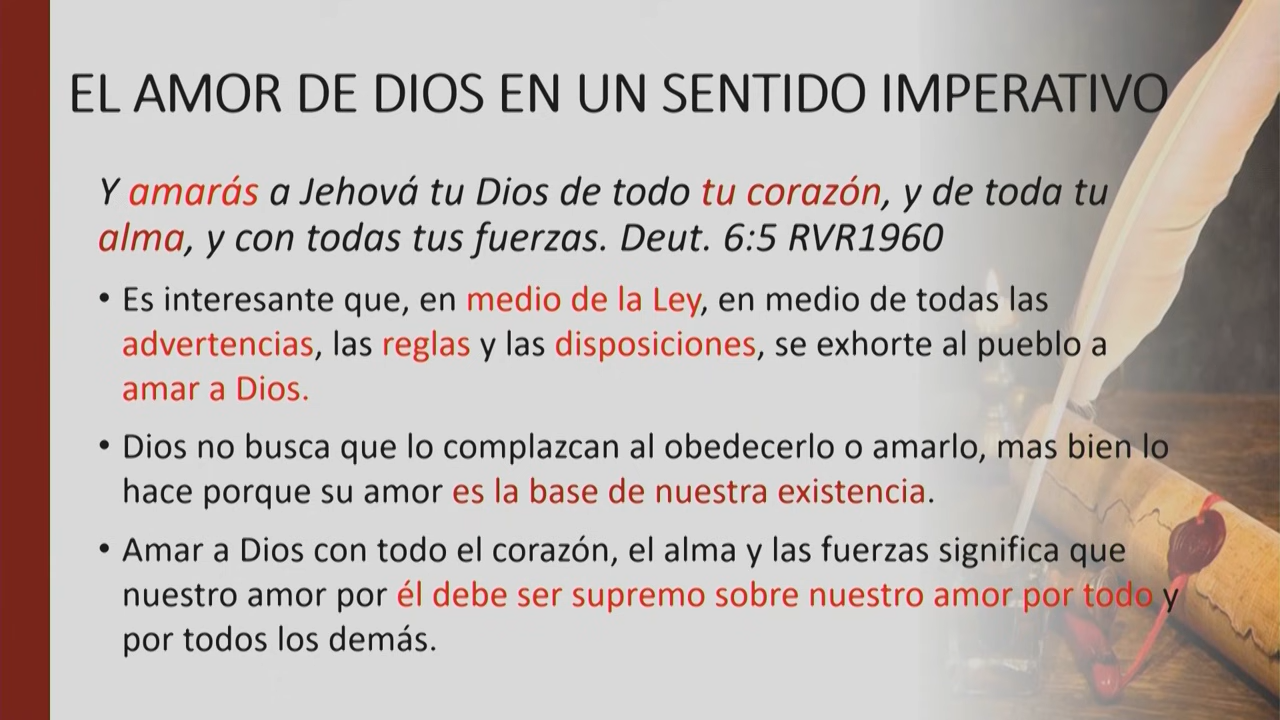 EL AMOR DE DIOS EN UN SENTIDO IMPERATIVO
Y amarás a Jehová tu Dios de todo tu corazón, y de toda tu
alma, y con todas tus fuerzas. Deut. 6:5 RVR1960
• Es interesante que, en medio de la Ley, en medio de todas las
advertencias, las reglas y las disposiciones, se exhorte al pueblo a
amar a Dios.
• Dios no busca que lo complazcan al obedecerlo o amarlo, mas bien lo
hace porque su amor es la base de nuestra existencia.
• Amar a Dios con todo el corazón, el alma y las fuerzas significa que
nuestro amor por él debe ser supremo sobre nuestro amor por todo y
por todos los demás.